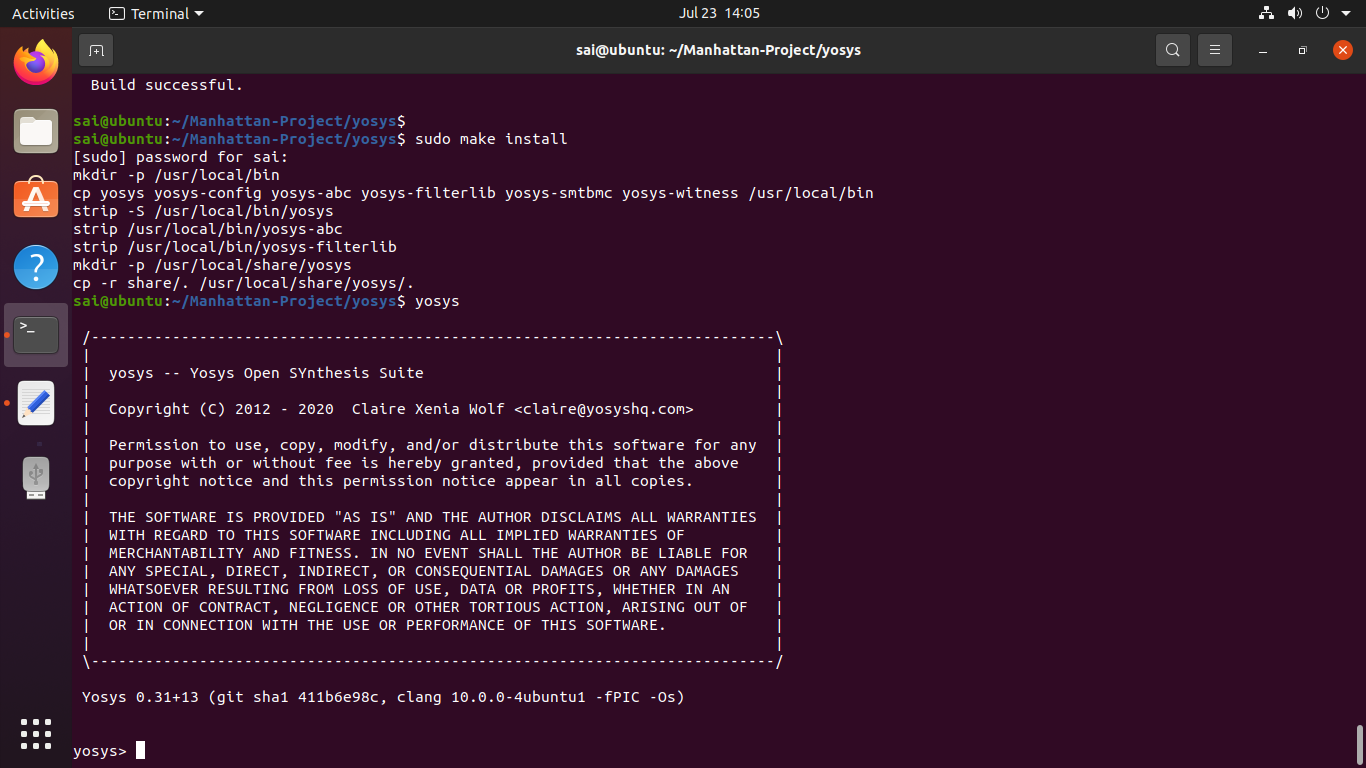 Activities
Terminal
Jul 23 14:05
sai@ubuntu: ~/Manhattan-Project/yosys
Build successful.
sai@ubuntu:~/Manhattan-Project/yosys$
sai@ubuntu:~/Manhattan-Project/yosys$ sudo make install
[sudo] password for sai:
mkdir -p /usr/local/bin
cp yosys yosys-config yosys-abc yosys-filterlib yosys-smtbmc yosys-witness /usr/local/bin
strip -S /usr/local/bin/yosys
strip /usr/local/bin/yosys-abc
strip /usr/local/bin/yosys-filterlib
mkdir -p /usr/local/share/yosys
cp -r share/. /usr/local/share/yosys/.
sai@ubuntu:~/Manhattan-Project/yosys$ yosys
/----------------------------------------------------------------------------\
|                                                                            |
|  yosys -- Yosys Open SYnthesis Suite                                       |
|                                                                            |
|  Copyright (C) 2012 - 2020  Claire Xenia Wolf <claire@yosyshq.com>         |
|                                                                            |
|  Permission to use, copy, modify, and/or distribute this software for any  |
|  purpose with or without fee is hereby granted, provided that the above    |
|  copyright notice and this permission notice appear in all copies.         |
|                                                                            |
|  THE SOFTWARE IS PROVIDED "AS IS" AND THE AUTHOR DISCLAIMS ALL WARRANTIES  |
|  WITH REGARD TO THIS SOFTWARE INCLUDING ALL IMPLIED WARRANTIES OF          |
|  MERCHANTABILITY AND FITNESS. IN NO EVENT SHALL THE AUTHOR BE LIABLE FOR   |
|  ANY SPECIAL, DIRECT, INDIRECT, OR CONSEQUENTIAL DAMAGES OR ANY DAMAGES    |
|  WHATSOEVER RESULTING FROM LOSS OF USE, DATA OR PROFITS, WHETHER IN AN     |
|  ACTION OF CONTRACT, NEGLIGENCE OR OTHER TORTIOUS ACTION, ARISING OUT OF   |
|  OR IN CONNECTION WITH THE USE OR PERFORMANCE OF THIS SOFTWARE.            |
|                                                                            |
\----------------------------------------------------------------------------/
Yosys 0.31+13 (git sha1 411b6e98c, clang 10.0.0-4ubuntu1 -fPIC -Os)
yosys>